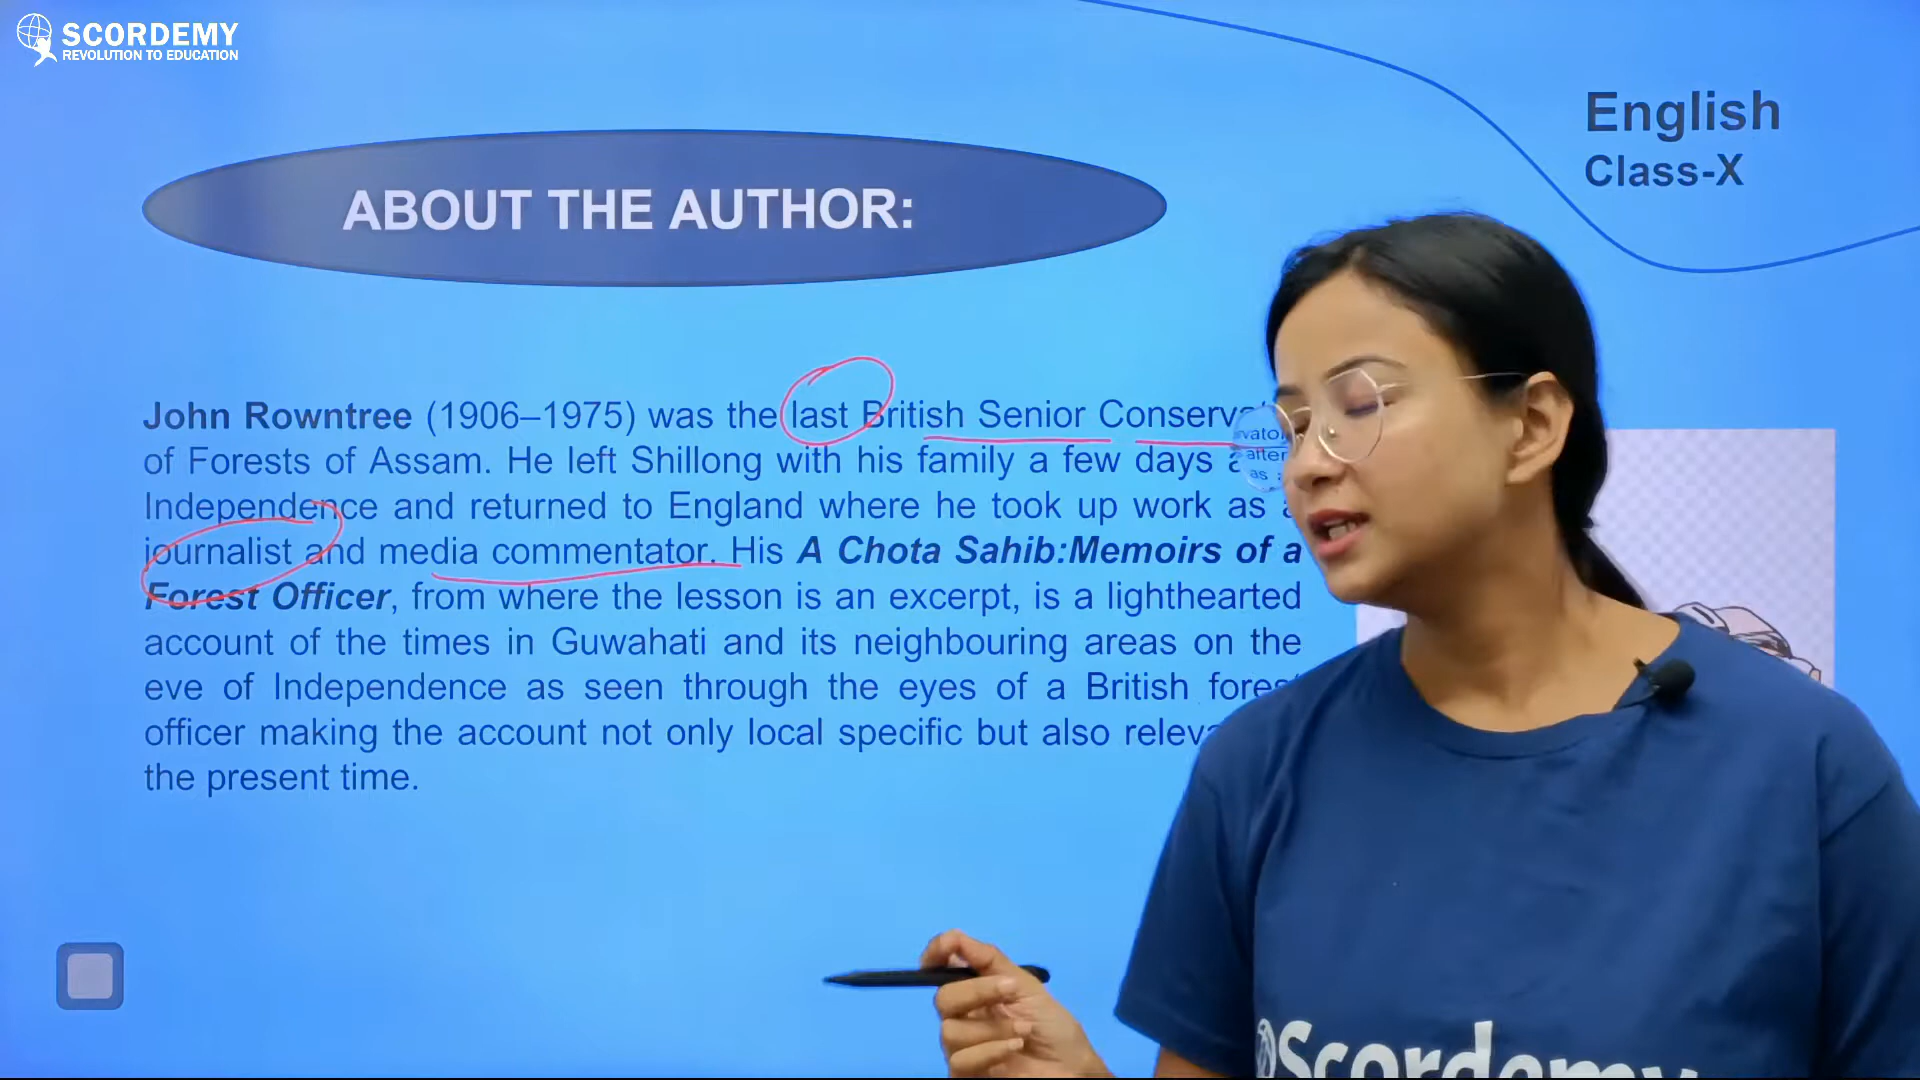 SCORDEMY
REVOLUTION TO EDUCATION
English
Class-X
ABOUT THE AUTHOR:
John Rowntree (1906–1975) was the last British Senior
of Forests of Assam. He left Shillong with his family a few days
Independence and returned to England where he took up work as a
journalist and media commentator. His A Chota Sahib:Memoirs of a
Forest Officer, from where the lesson is an excerpt, is a lighthearted
account of the times in Guwahati and its neighbouring areas on the
eve of Independence as seen through the eyes of a British forest
officer making the account not only local specific but also
the present time.
Scordemy